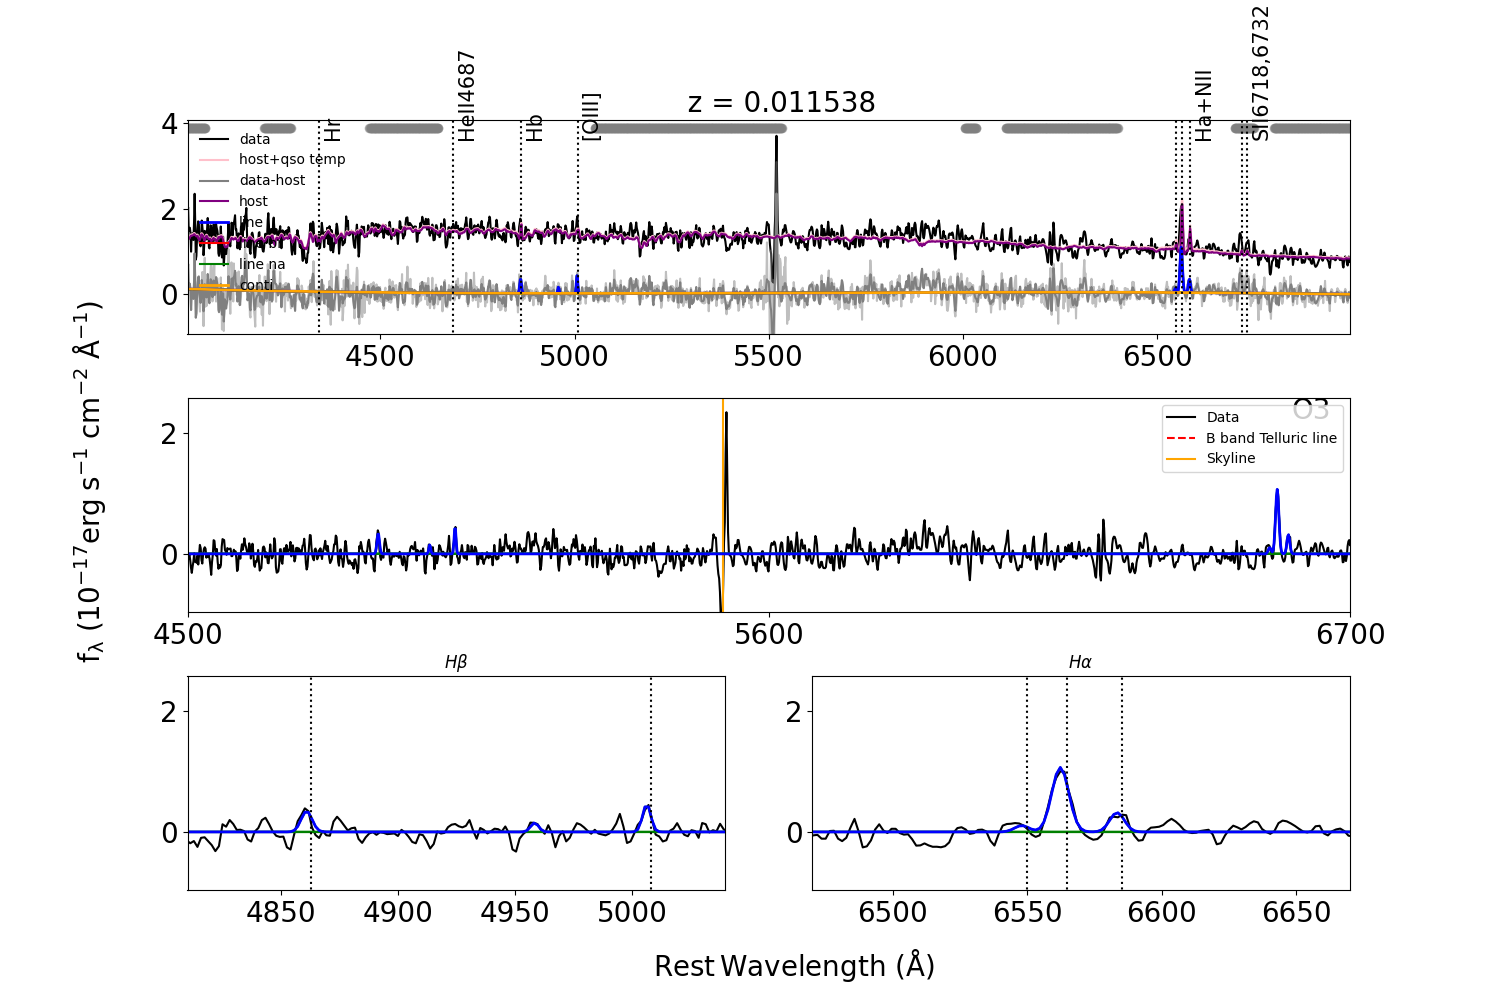 z = 0.011538
Hr
HeII4687
Hb
[OIII]
Ha+NII
SII6718,6732
data
host+qso temp
data-host
host
line
line na
conti
4
2
0
4500 5000 5500 6000 6500
O3
Data
B band Telluric line
Skyline
2
0
4500 5600 6700
fλ (10⁻¹⁷erg s⁻¹ cm⁻² Å⁻¹)
Hβ
2
0
4850 4900 4950 5000
Hα
2
0
6500 6550 6600 6650
Rest Wavelength (Å)